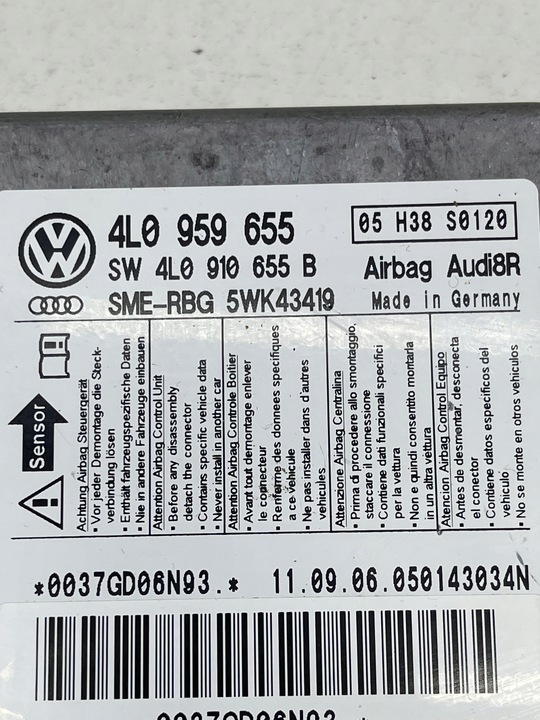 4L0 959 655
05 H38 S0120
SW 4L0 910 655 B
Airbag Audi8R
SME-RBG 5WK43419
Made in Germany
Sensor
Achtung Airbag Steuergerät
• Vor jeder Demontage die Steck-
verbindung lösen
• Enthält fahrzeugspezifische Daten
• Nie in andere Fahrzeuge einbauen
Attention Airbag Control Unit
• Before any disassembly
detach the connector
• Contains specific vehicle data
• Never install in another car
Attention Airbag Controle Boitier
• Avant tout demontage enlever
le connecteur
• Renferme des donnees specifiques
a ce vehicule
• Ne pas installer dans d'autres
vehicules
Attenzione Airbag Centralina
• Prima di procedere allo smontaggio,
staccare il connessione
• Contiene dati funzionali specifici
per la vettura
• Non e quindi consentito montarla
in un altra vettura
Atencion Airbag Control Equipo
• Antes de desmontar, desconecta
el conector
• Contiene datos especificos del
vehiculo
• No se monte en otros vehiculos
*0037GD06N93.*
11.09.06.050143034N
0037GD06N93